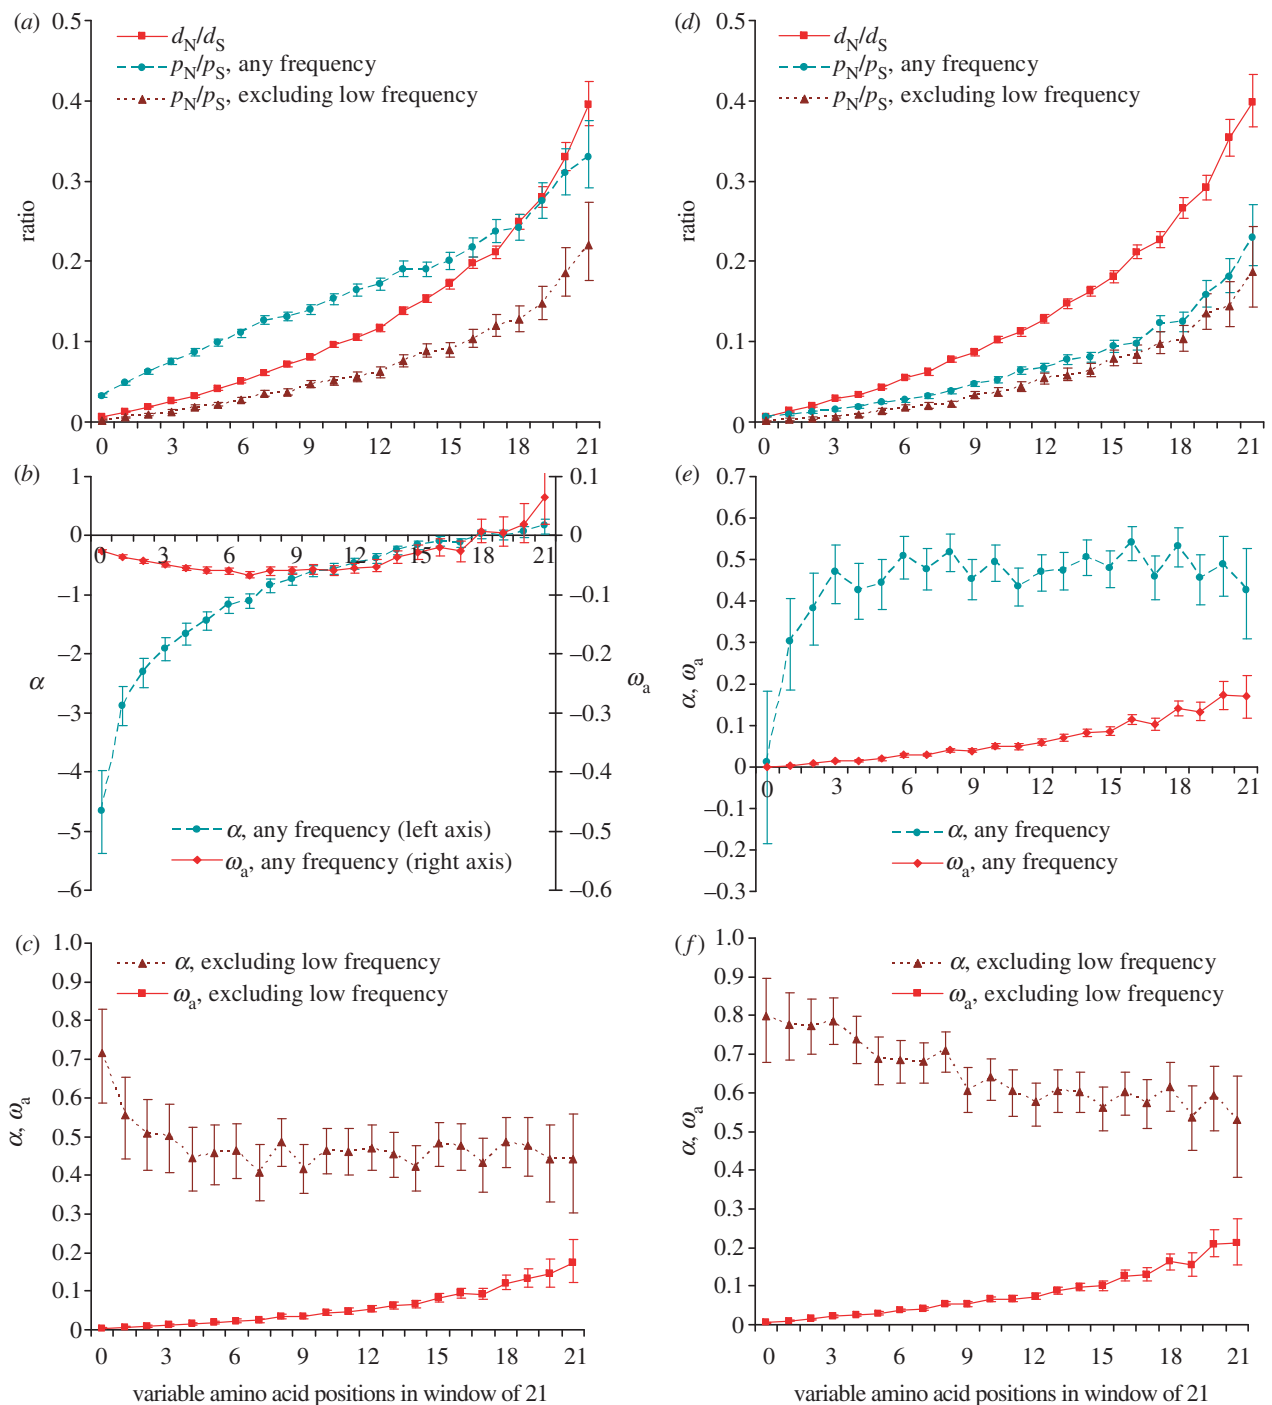 (a)
0.5
0.4
0.3
0.2
0.1
0
ratio
dN/dS
pN/pS, any frequency
pN/pS, excluding low frequency
0 3 6 9 12 15 18 21
(d)
0.5
0.4
0.3
0.2
0.1
0
ratio
dN/dS
pN/pS, any frequency
pN/pS, excluding low frequency
0 3 6 9 12 15 18 21
(b)
1
0
–1
–2
–3
–4
–5
–6
α
0 3 6 9 12 15 18 21
0.1
0
–0.1
–0.2
–0.3
–0.4
–0.5
–0.6
ωa
α, any frequency (left axis)
ωa, any frequency (right axis)
(e)
0.7
0.6
0.5
0.4
0.3
0.2
0.1
0
–0.1
–0.2
–0.3
α, ωa
0 3 6 9 12 15 18 21
α, any frequency
ωa, any frequency
(c)
1.0
0.9
0.8
0.7
0.6
0.5
0.4
0.3
0.2
0.1
0
α, ωa
α, excluding low frequency
ωa, excluding low frequency
0 3 6 9 12 15 18 21
variable amino acid positions in window of 21
(f)
1.0
0.9
0.8
0.7
0.6
0.5
0.4
0.3
0.2
0.1
0
α, ωa
α, excluding low frequency
ωa, excluding low frequency
0 3 6 9 12 15 18 21
variable amino acid positions in window of 21